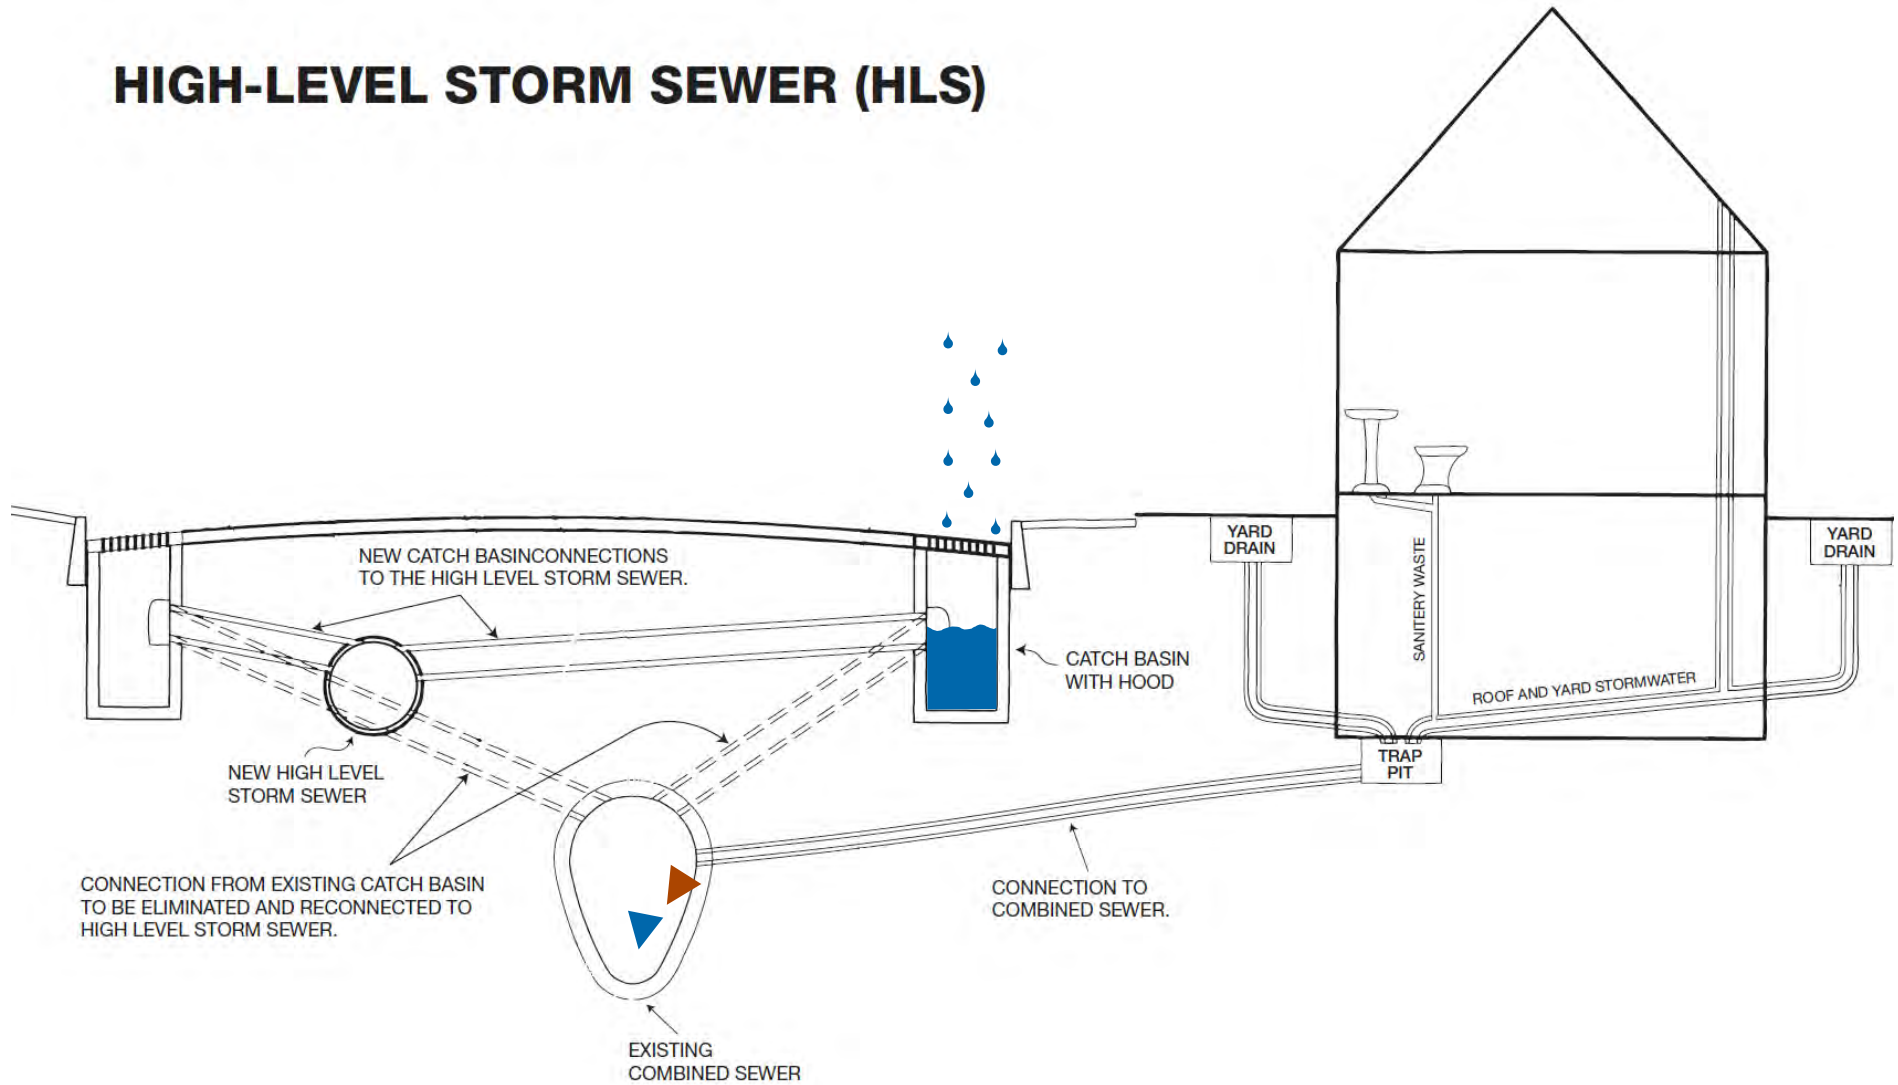 HIGH-LEVEL STORM SEWER (HLS)
NEW CATCH BASINCONNECTIONS
TO THE HIGH LEVEL STORM SEWER.
YARD
DRAIN
YARD
DRAIN
SANITERY WASTE
CATCH BASIN
WITH HOOD
ROOF AND YARD STORMWATER
TRAP
PIT
NEW HIGH LEVEL
STORM SEWER
CONNECTION FROM EXISTING CATCH BASIN
TO BE ELIMINATED AND RECONNECTED TO
HIGH LEVEL STORM SEWER.
CONNECTION TO
COMBINED SEWER.
EXISTING
COMBINED SEWER